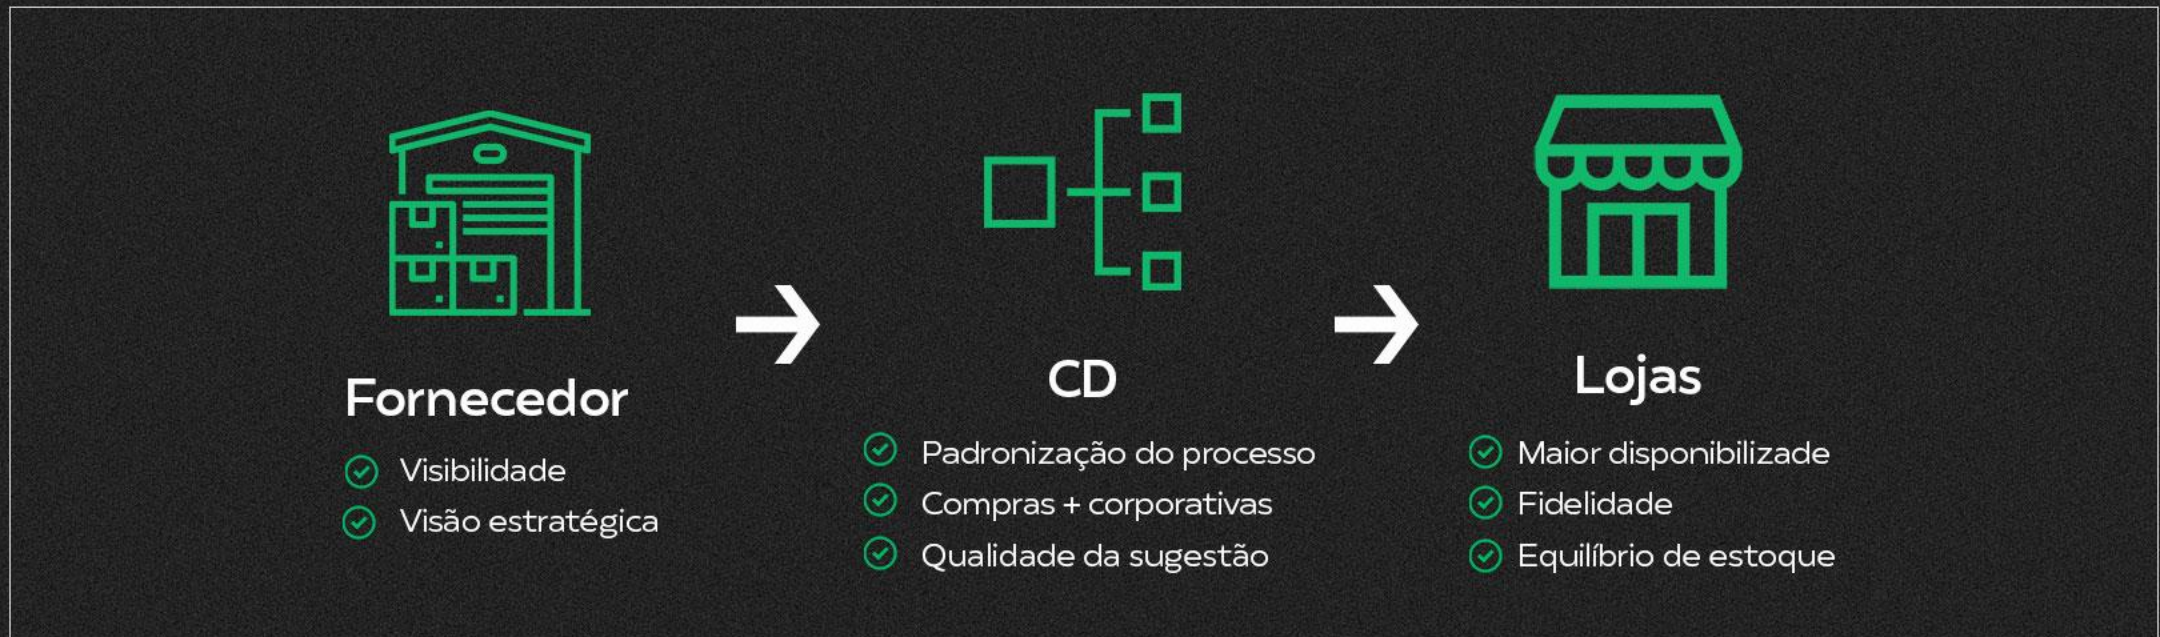 Fornecedor
Visibilidade
Visão estratégica
CD
Padronização do processo
Compras + corporativas
Qualidade da sugestão
Lojas
Maior disponibilizade
Fidelidade
Equilíbrio de estoque